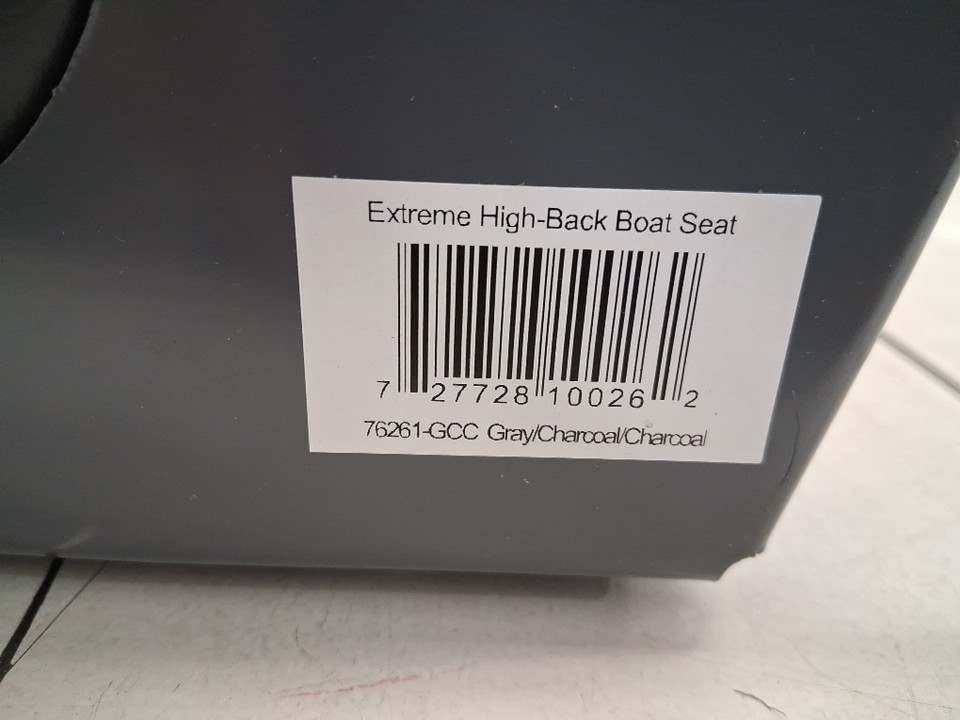 Extreme High-Back Boat Seat
7 27728 10026 2
76261-GCC Gray/Charcoal/Charcoal